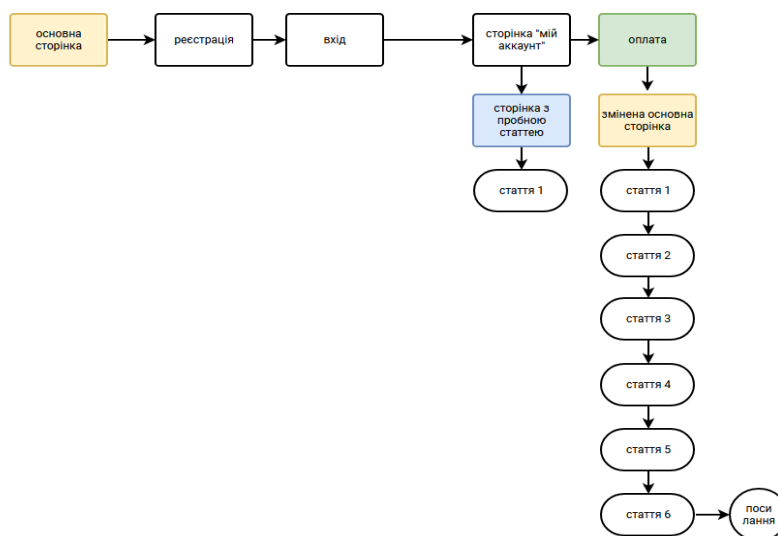 основна
сторінка
реєстрація
вхід
сторінка "мій
аккаунт"
оплата
сторінка з
пробною
статтею
змінена основна
сторінка
стаття 1
стаття 1
стаття 2
стаття 3
стаття 4
стаття 5
стаття 6
поси
лання